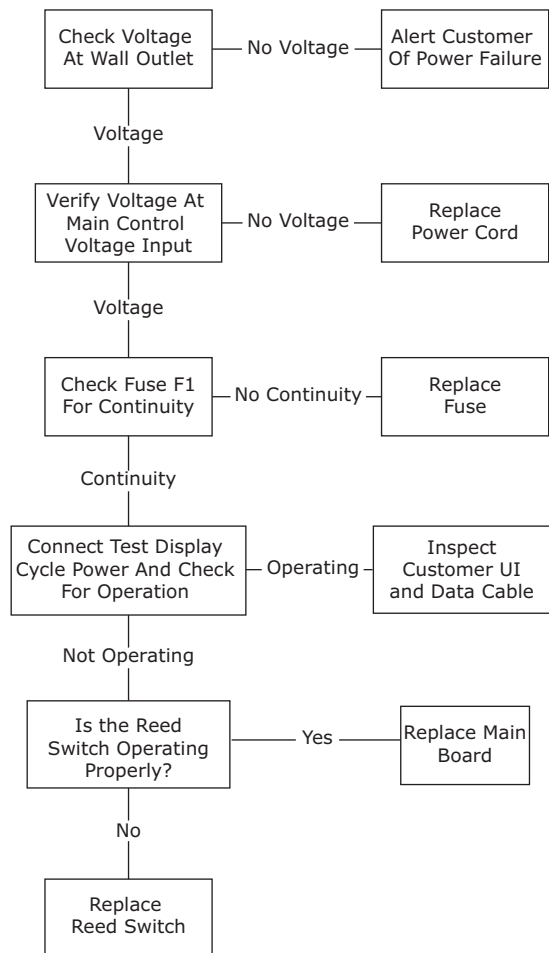 Check Voltage
At Wall Outlet
No Voltage
Alert Customer
Of Power Failure
Voltage
Verify Voltage At
Main Control
Voltage Input
No Voltage
Replace
Power Cord
Voltage
Check Fuse F1
For Continuity
No Continuity
Replace
Fuse
Continuity
Connect Test Display
Cycle Power And Check
For Operation
Operating
Inspect
Customer UI
and Data Cable
Not Operating
Is the Reed
Switch Operating
Properly?
Yes
Replace Main
Board
No
Replace
Reed Switch